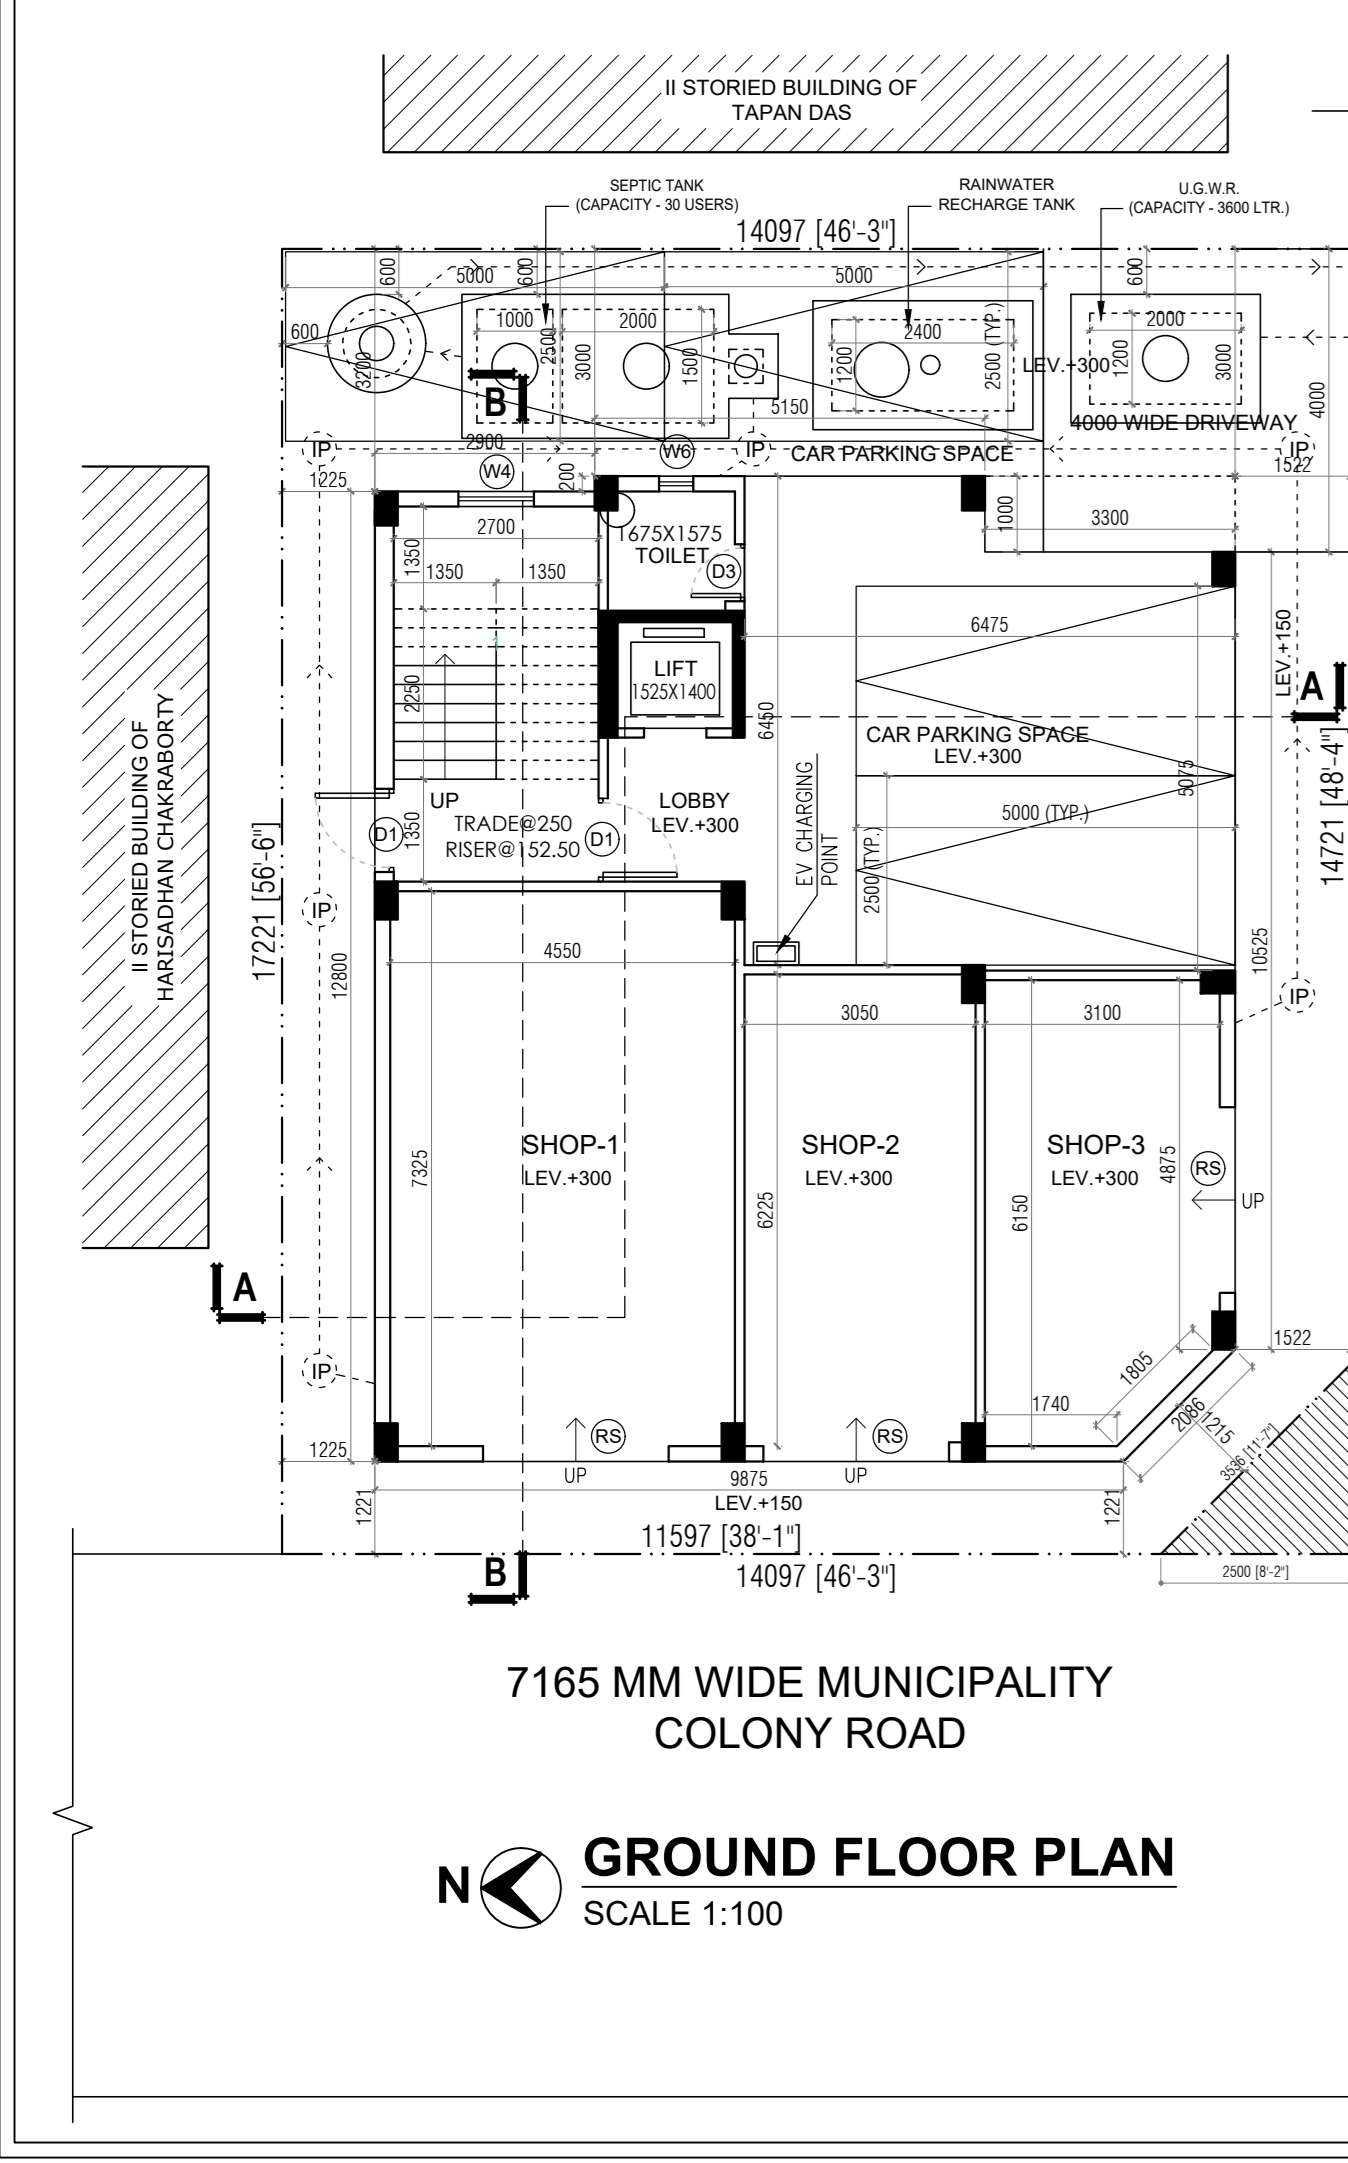 II STORIED BUILDING OF
TAPAN DAS
SEPTIC TANK
(CAPACITY - 30 USERS)
RAINWATER
RECHARGE TANK
U.G.W.R.
(CAPACITY - 3600 LTR.)
14097 [46'-3"]
600
5000
600
5000
600
600
1000
2000
2400
2000
3200
2500
3000
1500
1200
2500 (TYP.)
LEV.+300
1200
3000
4000
B
5150
4000 WIDE DRIVEWAY
IP
2900
W6
IP
CAR PARKING SPACE
IP
1225
W4
200
1522
2700
1675X1575
TOILET
1000
3300
1350
1350
1350
D3
1
6475
LEV.+150
LIFT
1525X1400
2250
6450
A
CAR PARKING SPACE
LEV.+300
II STORIED BUILDING OF
HARISADHAN CHAKRABORTY
UP
LOBBY
LEV.+300
EV CHARGING
POINT
5075
14721 [48'-4"]
TRADE@250
RISER@152.50
D1
1350
D1
5000 (TYP.)
2500 (TYP.)
17221 [56'-6"]
IP
12800
4550
10525
IP
3050
3100
SHOP-1
LEV.+300
SHOP-2
LEV.+300
SHOP-3
LEV.+300
7325
6225
6150
4875
RS
UP
A
IP
1522
1805
1740
2086
1215
3536 [11'-7"]
1225
RS
UP
RS
UP
9875
LEV.+150
1221
1221
11597 [38'-1"]
B
14097 [46'-3"]
2500 [8'-2"]
7165 MM WIDE MUNICIPALITY
COLONY ROAD
N
GROUND FLOOR PLAN
SCALE 1:100